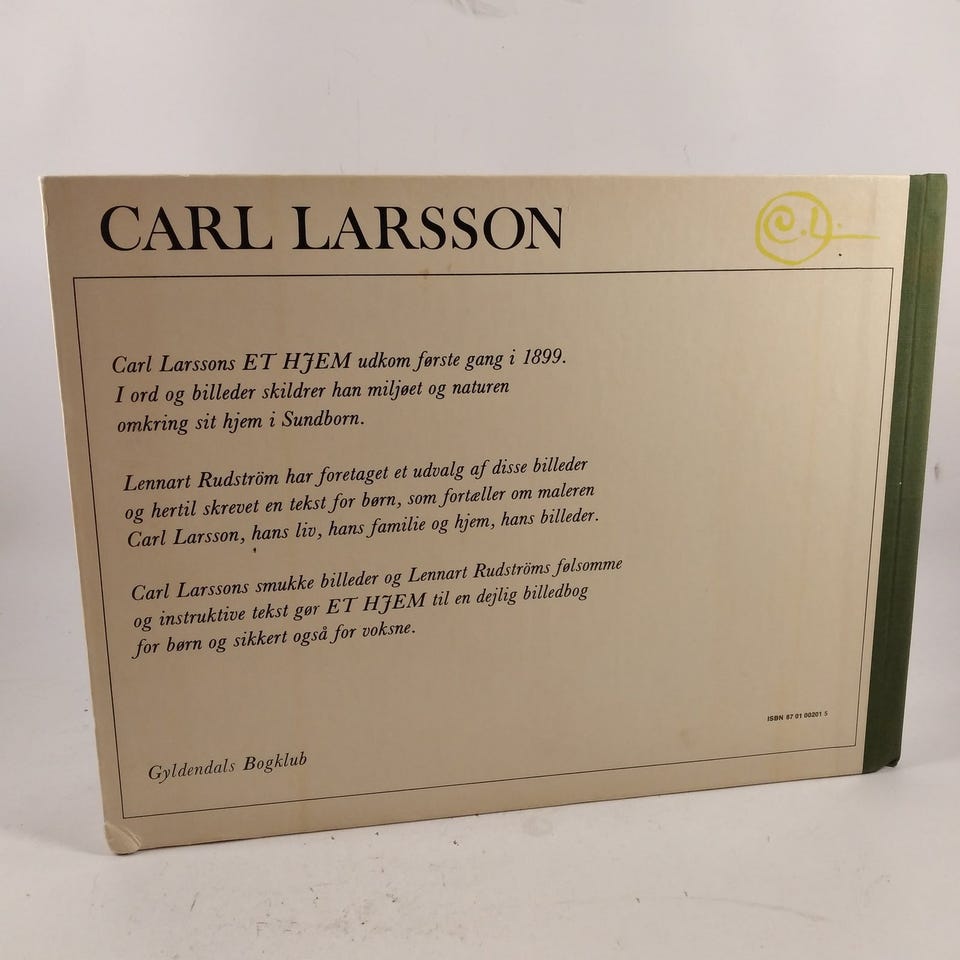 CARL LARSSON
C.L.
Carl Larssons ET HJEM udkom første gang i 1899.
I ord og billeder skildrer han miljøet og naturen
omkring sit hjem i Sundborn.
Lennart Rudström har foretaget et udvalg af disse billeder
og hertil skrevet en tekst for børn, som fortæller om maleren
Carl Larsson, hans liv, hans familie og hjem, hans billeder.
Carl Larssons smukke billeder og Lennart Rudströms følsomme
og instruktive tekst gør ET HJEM til en dejlig billedbog
for børn og sikkert også for voksne.
ISBN 87 01 00201 5
Gyldendals Bogklub